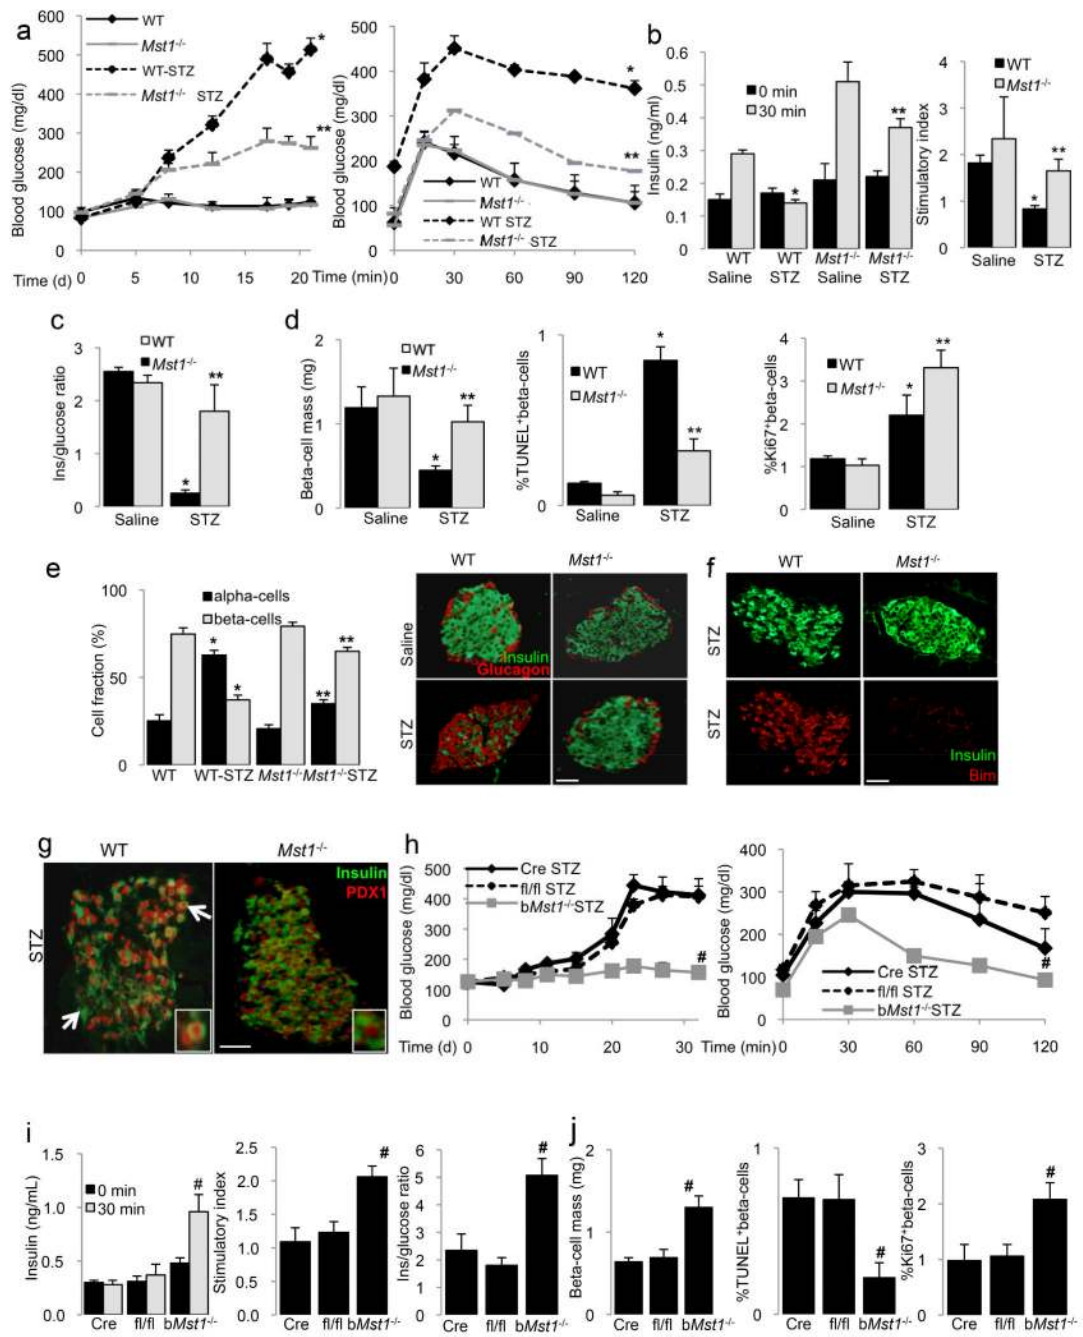 a
Blood glucose (mg/dl)
600
500
400
300
200
100
0
WT
Mst1-/-
WT-STZ
Mst1-/- STZ
*
**
Time (d)
0
5
10
15
20
Blood glucose (mg/dl)
500
400
300
200
100
0
*
**
WT
Mst1-/-
WT STZ
Mst1-/- STZ
Time (min)
0
30
60
90
120
b
Insulin (ng/ml)
0.6
0.5
0.4
0.3
0.2
0.1
0
0 min
30 min
*
**
WT
Saline
WT
STZ
Mst1-/-
Saline
Mst1-/-
STZ
Stimulatory index
4
3
2
1
0
WT
Mst1-/-
*
**
Saline
STZ
c
Ins/glucose ratio
3
2
1
0
WT
Mst1-/-
*
**
Saline
STZ
d
Beta-cell mass (mg)
2
1
0
WT
Mst1-/-
*
**
Saline
STZ
%TUNEL+beta-cells
1
0
WT
Mst1-/-
*
**
Saline
STZ
%Ki67+beta-cells
4
3
2
1
0
WT
Mst1-/-
*
**
Saline
STZ
e
Cell fraction (%)
100
50
0
alpha-cells
beta-cells
*
*
**
**
WT
WT-STZ
Mst1-/-
Mst1-/-STZ
WT
Mst1-/-
Saline
STZ
Insulin
Glucagon
f
WT
Mst1-/-
STZ
STZ
Insulin
Bim
g
WT
Mst1-/-
STZ
Insulin
PDX1
h
Blood glucose (mg/dl)
500
400
300
200
100
0
Cre STZ
fl/fl STZ
bMst1-/-STZ
#
Time (d)
0
10
20
30
Blood glucose (mg/dl)
400
300
200
100
0
Cre STZ
fl/fl STZ
bMst1-/-STZ
#
Time (min)
0
30
60
90
120
i
Insulin (ng/mL)
1.5
1.0
0.5
0.0
0 min
30 min
#
Cre
fl/fl
bMst1-/-
Stimulatory index
2.5
2.0
1.5
1.0
0.5
0.0
#
Cre
fl/fl
bMst1-/-
Ins/glucose ratio
6
5
4
3
2
1
0
#
Cre
fl/fl
bMst1-/-
j
Beta-cell mass (mg)
2
1
0
#
Cre
fl/fl
bMst1-/-
%TUNEL+beta-cells
1
0
#
Cre
fl/fl
bMst1-/-
%Ki67+beta-cells
3
2
1
0
#
Cre
fl/fl
bMst1-/-